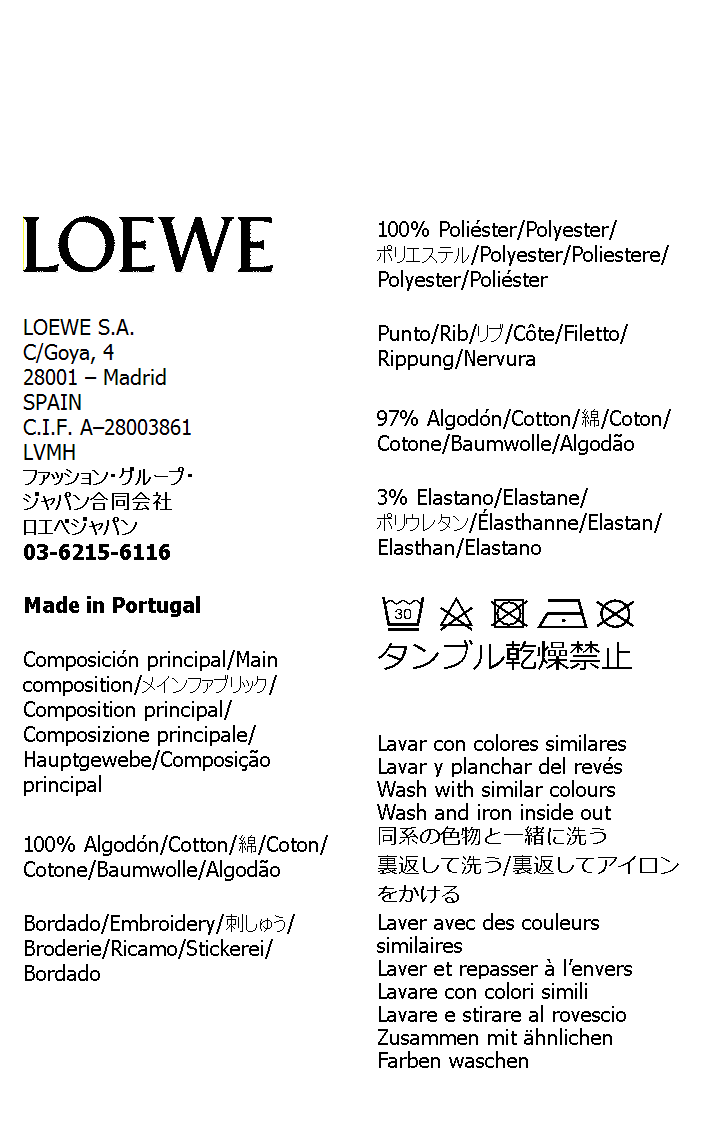 LOEWE
LOEWE S.A.
C/Goya, 4
28001 – Madrid
SPAIN
C.I.F. A–28003861
LVMH
ファッション・グループ・
ジャパン合同会社
ロエベジャパン
03-6215-6116
Made in Portugal
Composición principal/Main
composition/メインファブリック/
Composition principal/
Composizione principale/
Hauptgewebe/Composição
principal
100% Algodón/Cotton/綿/Coton/
Cotone/Baumwolle/Algodão
Bordado/Embroidery/刺しゅう/
Broderie/Ricamo/Stickerei/
Bordado
100% Poliéster/Polyester/
ポリエステル/Polyester/Poliestere/
Polyester/Poliéster
Punto/Rib/リブ/Côte/Filetto/
Rippung/Nervura
97% Algodón/Cotton/綿/Coton/
Cotone/Baumwolle/Algodão
3% Elastano/Elastane/
ポリウレタン/Élasthanne/Elastan/
Elasthan/Elastano
30
タンブル乾燥禁止
Lavar con colores similares
Lavar y planchar del revés
Wash with similar colours
Wash and iron inside out
同系の色物と一緒に洗う
裏返して洗う/裏返してアイロン
をかける
Laver avec des couleurs
similaires
Laver et repasser à l’envers
Lavare con colori simili
Lavare e stirare al rovescio
Zusammen mit ähnlichen
Farben waschen